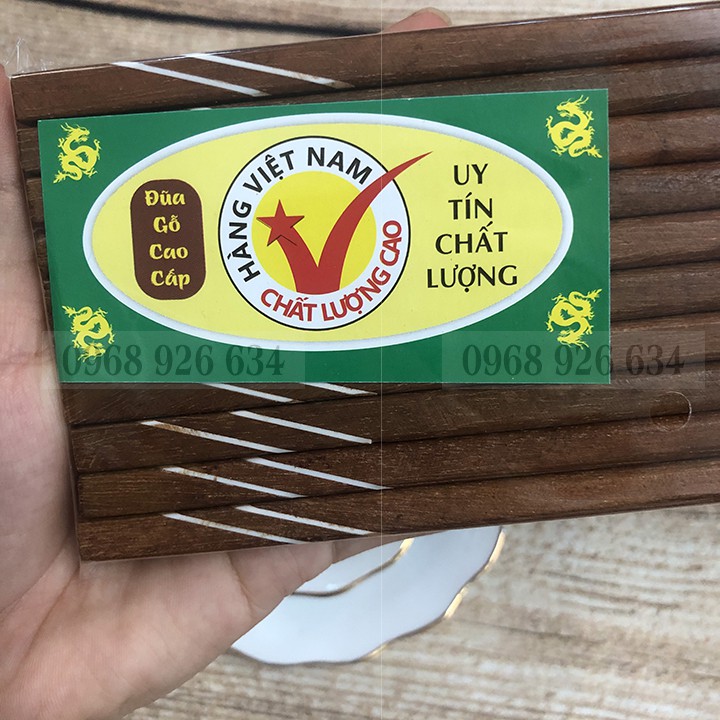 Đũa
Gỗ
Cao
Cấp
HÀNG VIỆT NAM
CHẤT LƯỢNG CAO
UY
TÍN
CHẤT
LƯỢNG
0968 926 634
0968 926 634